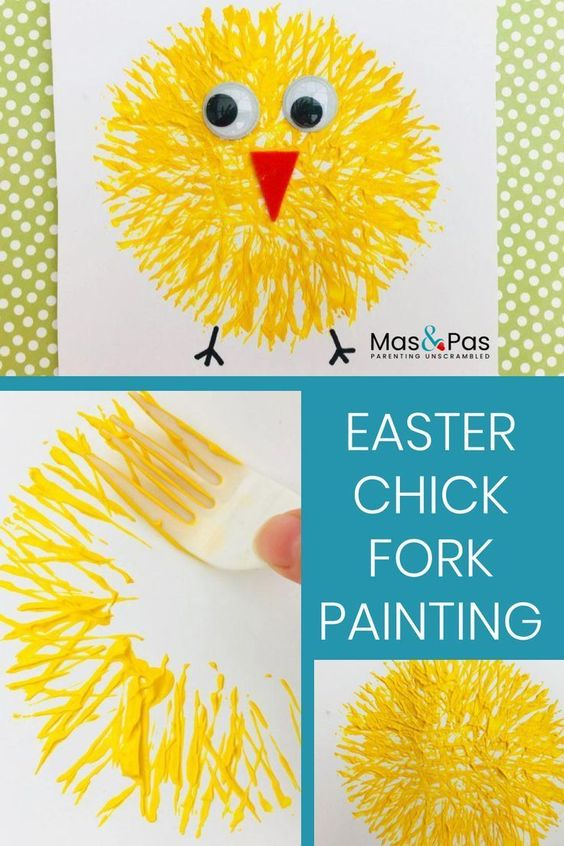 Mas&Pas
PARENTING UNSCRAMBLED
EASTER
CHICK
FORK
PAINTING